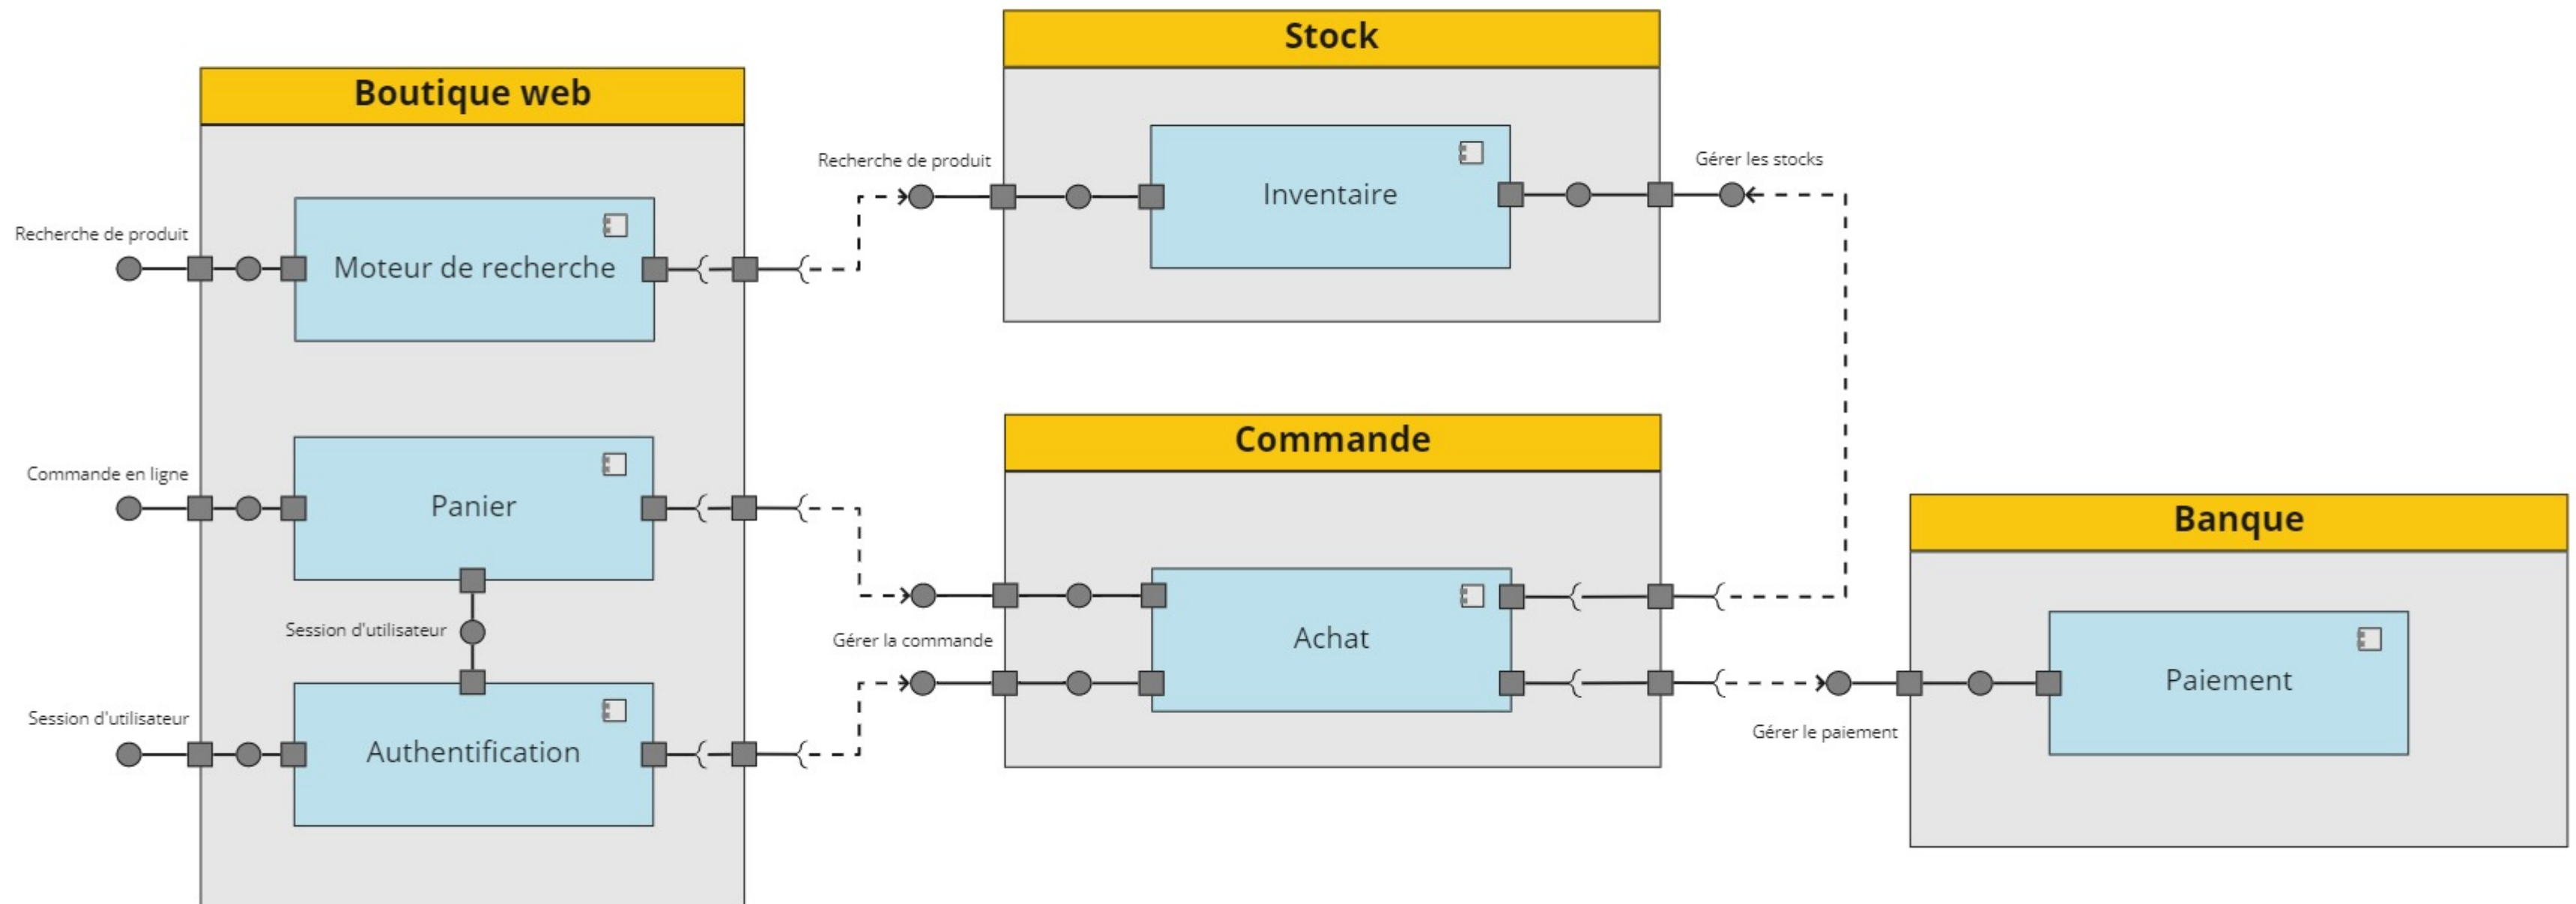 Stock
Boutique web
Recherche de produit
Gérer les stocks
Inventaire
Recherche de produit
Moteur de recherche
Commande
Commande en ligne
Panier
Banque
Session d'utilisateur
Gérer la commande
Achat
Paiement
Session d'utilisateur
Authentification
Gérer le paiement